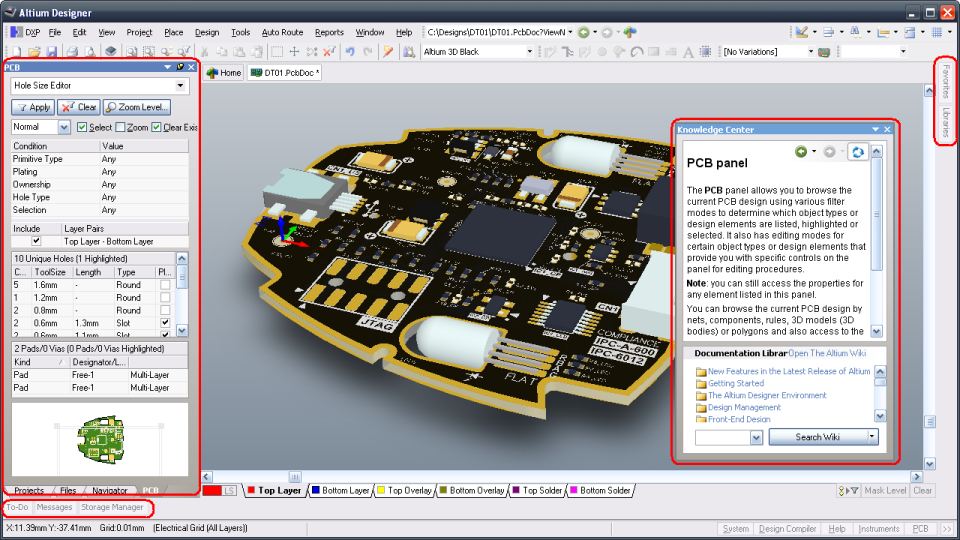 Altium Designer
DXP File Edit View Project Place Design Tools Auto Route Reports Window Help C:\Designs\DT01\DT01.PcbDoc?ViewN
Altium 3D Black [No Variations]
PCB
Home DT01.PcbDoc *
Hole Size Editor
Apply Clear Zoom Level...
Normal Select Zoom Clear Exis
Condition Value
Primitive Type Any
Plating Any
Ownership Any
Hole Type Any
Selection Any
Include Layer Pairs
Top Layer - Bottom Layer
10 Unique Holes (1 Highlighted)
C... ToolSize Length Type Pl...
5 1.6mm - Round
1 1.2mm - Round
2 0.8mm - Round
2 0.6mm 1.3mm Slot
2 0.6mm 1.1mm Slot
2 Pads/0 Vias (0 Pads/0 Vias Highlighted)
Kind Designator/L...
Pad Free-1 Multi-Layer
Pad Free-1 Multi-Layer
Projects Files Navigator PCB
To-Do Messages Storage Manager
JTAG
FLAT
FLA
CNT
COMPLIANCE
IPC-A-600
IPC-6012
Knowledge Center
PCB panel
The PCB panel allows you to browse the
current PCB design using various filter
modes to determine which object types or
design elements are listed, highlighted or
selected. It also has editing modes for
certain object types or design elements that
provide you with specific controls on the
panel for editing procedures.
Note: you can still access the properties for
any element listed in this panel.
You can browse the current PCB design by
nets, components, rules, 3D models (3D
bodies) or polygons and also access to the
Documentation Librar Open The Altium Wiki
New Features in the Latest Release of Altium
Getting Started
The Altium Designer Environment
Design Management
Front-End Design
Search Wiki
Favorites
Libraries
LS Top Layer Bottom Layer Top Overlay Bottom Overlay Top Solder Bottom Solder Mask Level Clear
X:11.39mm Y:-37.41mm Grid:0.01mm (Electrical Grid (All Layers)) System Design Compiler Help Instruments PCB >>